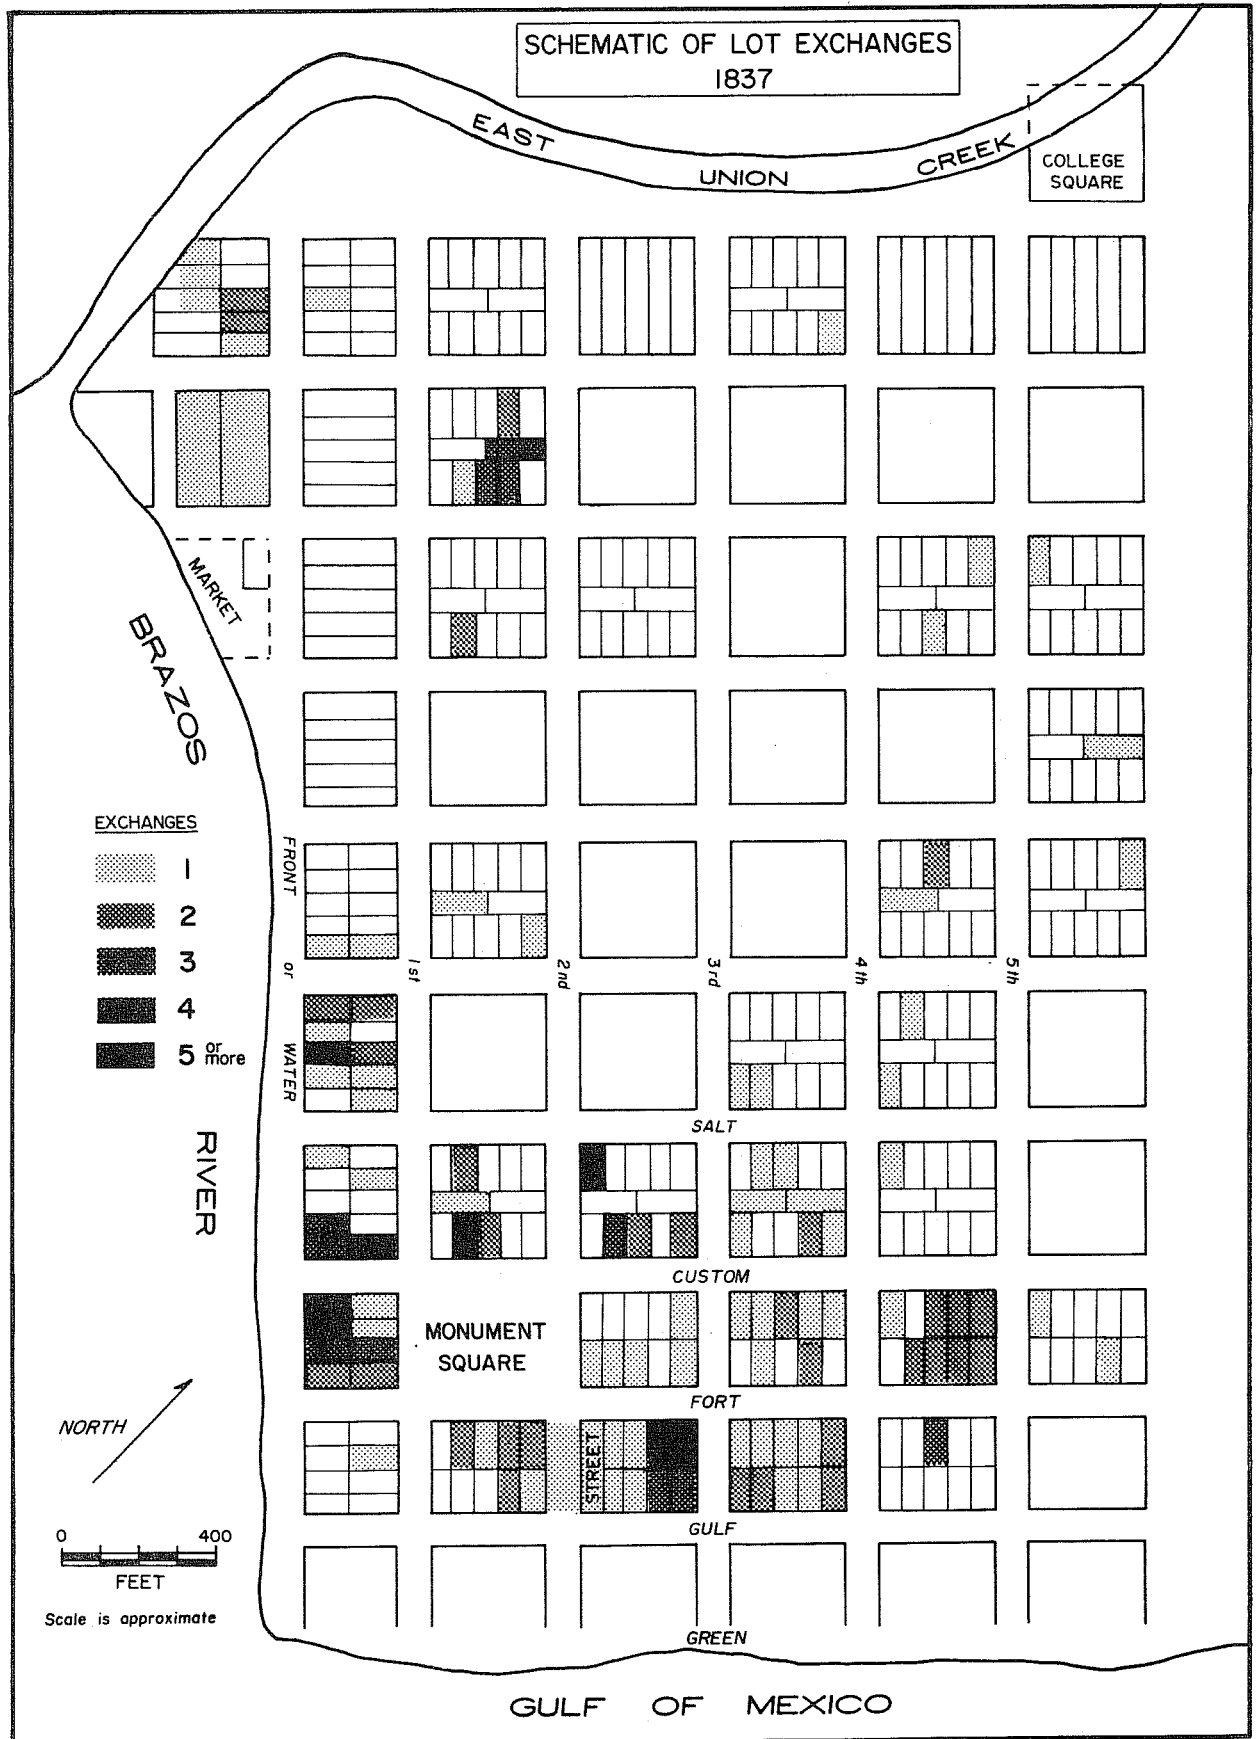 SCHEMATIC OF LOT EXCHANGES
1837
EAST UNION CREEK
COLLEGE
SQUARE
MARKET
BRAZOS
RIVER
EXCHANGES
1
2
3
4
5 or more
FRONT or WATER
1st
2nd
3rd
4th
5th
SALT
CUSTOM
MONUMENT
SQUARE
FORT
STREET
NORTH
GULF
0 400
FEET
Scale is approximate
GREEN
GULF OF MEXICO